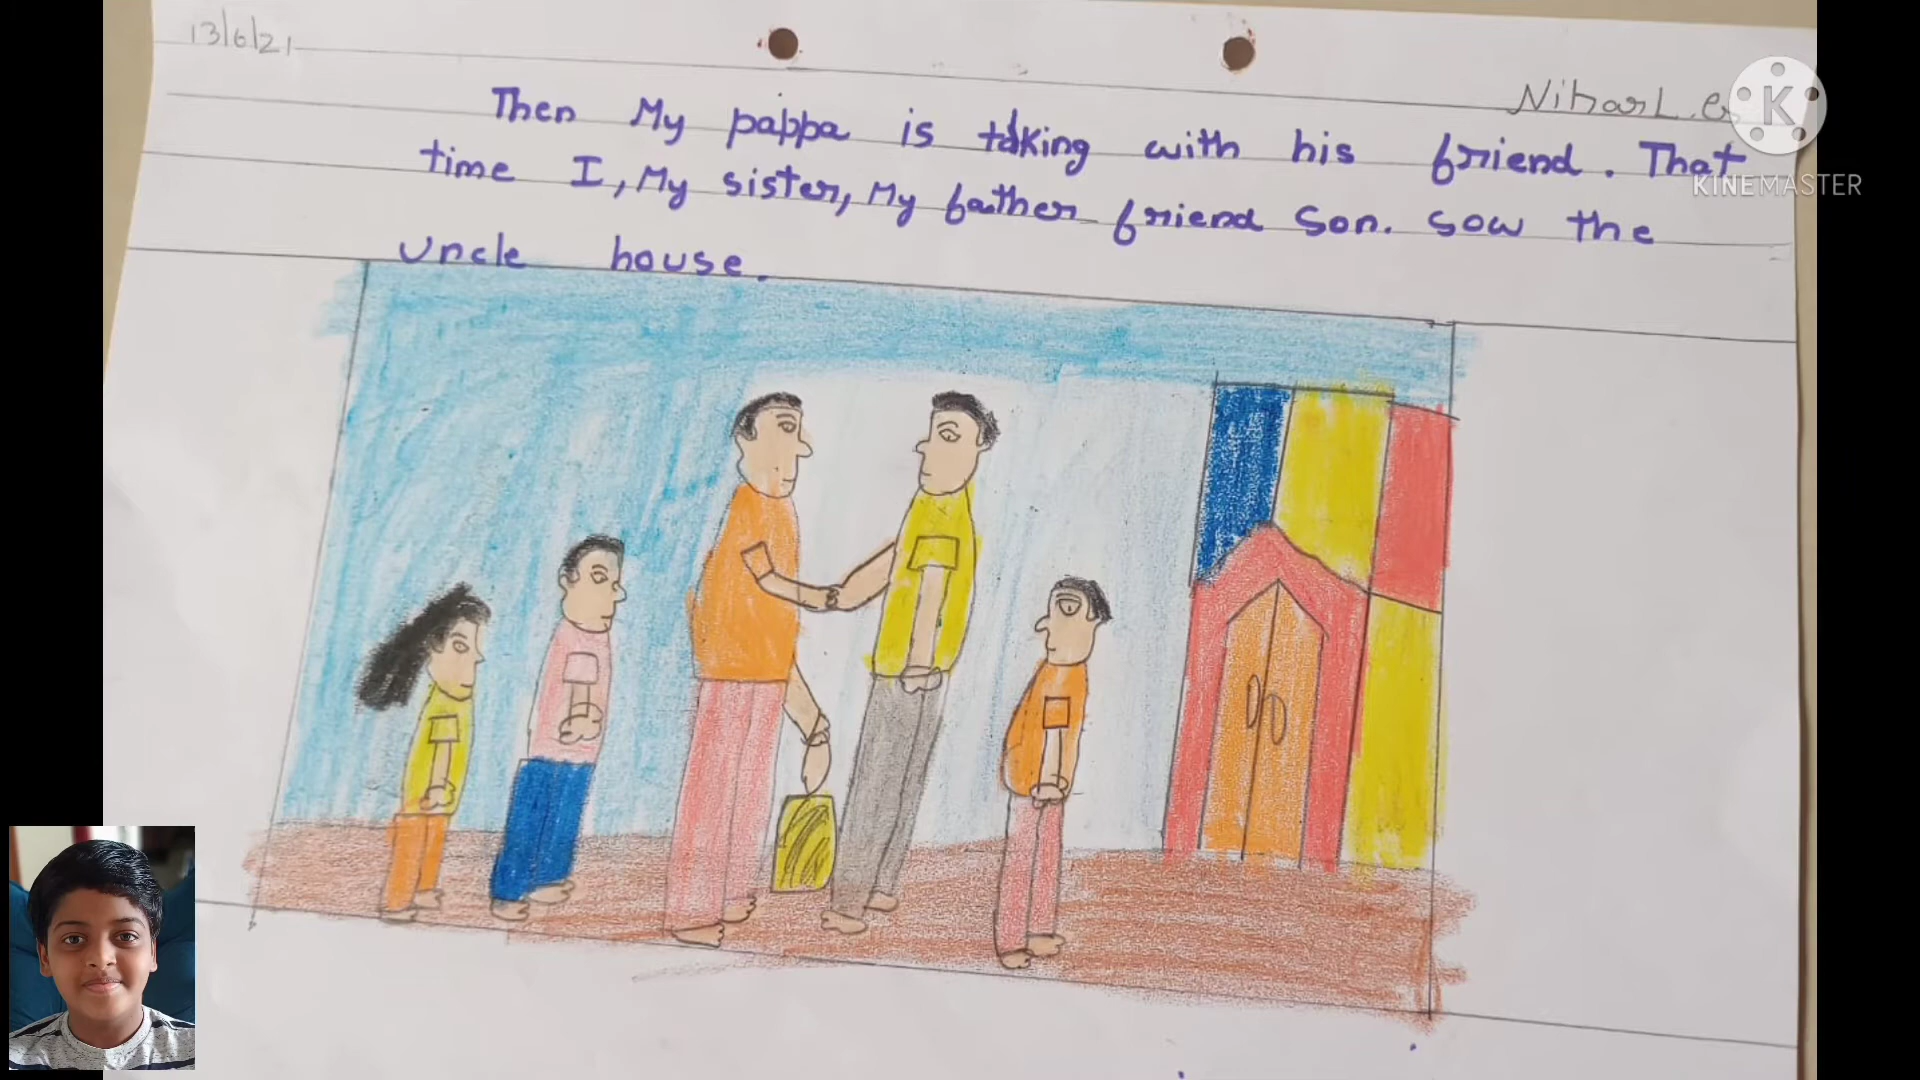 13/6/21
Then My pappa is taking with his friend. That
time I, My sister, My father friend Son. sow the
uncle house.
K
KINEMASTER